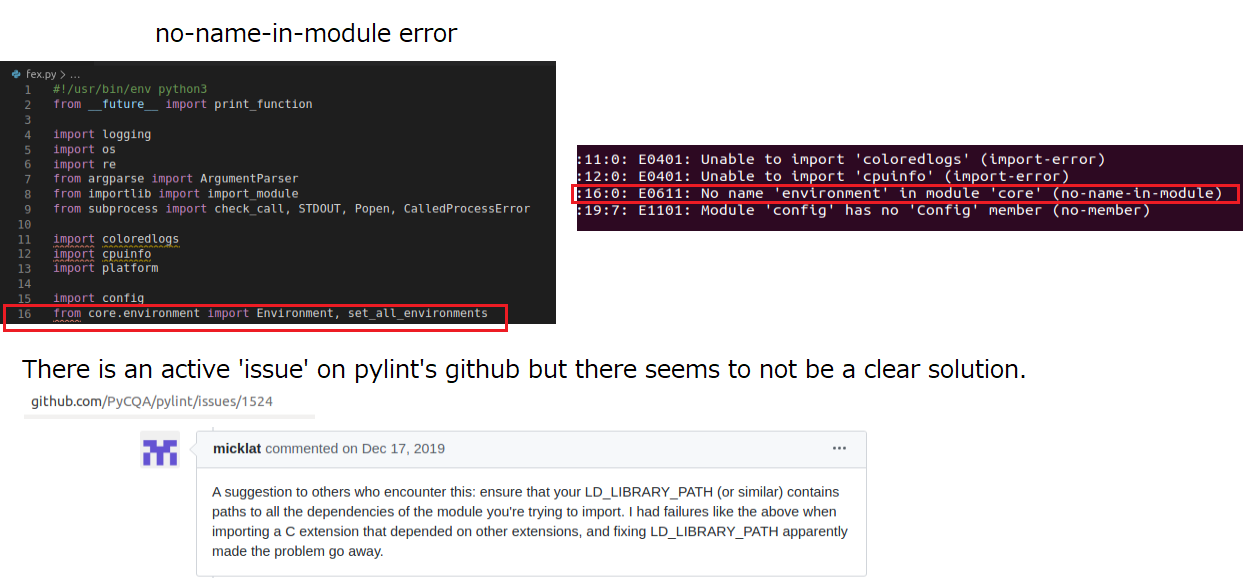 no-name-in-module error
fex.py > ...
1 #!/usr/bin/env python3
2 from __future__ import print_function
3
4 import logging
5 import os
6 import re
7 from argparse import ArgumentParser
8 from importlib import import_module
9 from subprocess import check_call, STDOUT, Popen, CalledProcessError
10
11 import coloredlogs
12 import cpuinfo
13 import platform
14
15 import config
16 from core.environment import Environment, set_all_environments
:11:0: E0401: Unable to import 'coloredlogs' (import-error)
:12:0: E0401: Unable to import 'cpuinfo' (import-error)
:16:0: E0611: No name 'environment' in module 'core' (no-name-in-module)
:19:7: E1101: Module 'config' has no 'Config' member (no-member)
There is an active 'issue' on pylint's github but there seems to not be a clear solution.
github.com/PyCQA/pylint/issues/1524
micklat commented on Dec 17, 2019
A suggestion to others who encounter this: ensure that your LD_LIBRARY_PATH (or similar) contains
paths to all the dependencies of the module you're trying to import. I had failures like the above when
importing a C extension that depended on other extensions, and fixing LD_LIBRARY_PATH apparently
made the problem go away.